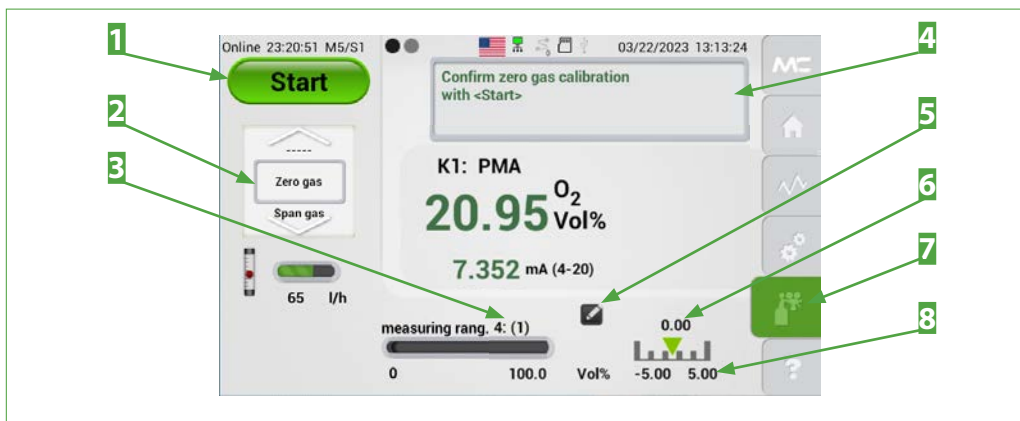 1
2
3
4
5
6
7
8
Online 23:20:51 M5/S1
03/22/2023 13:13:24
Start
Confirm zero gas calibration
with <Start>
MC
-----
Zero gas
Span gas
65 l/h
K1: PMA
20.95 O2 Vol%
7.352 mA (4-20)
measuring rang. 4: (1)
0 100.0 Vol%
0.00
-5.00 5.00
?